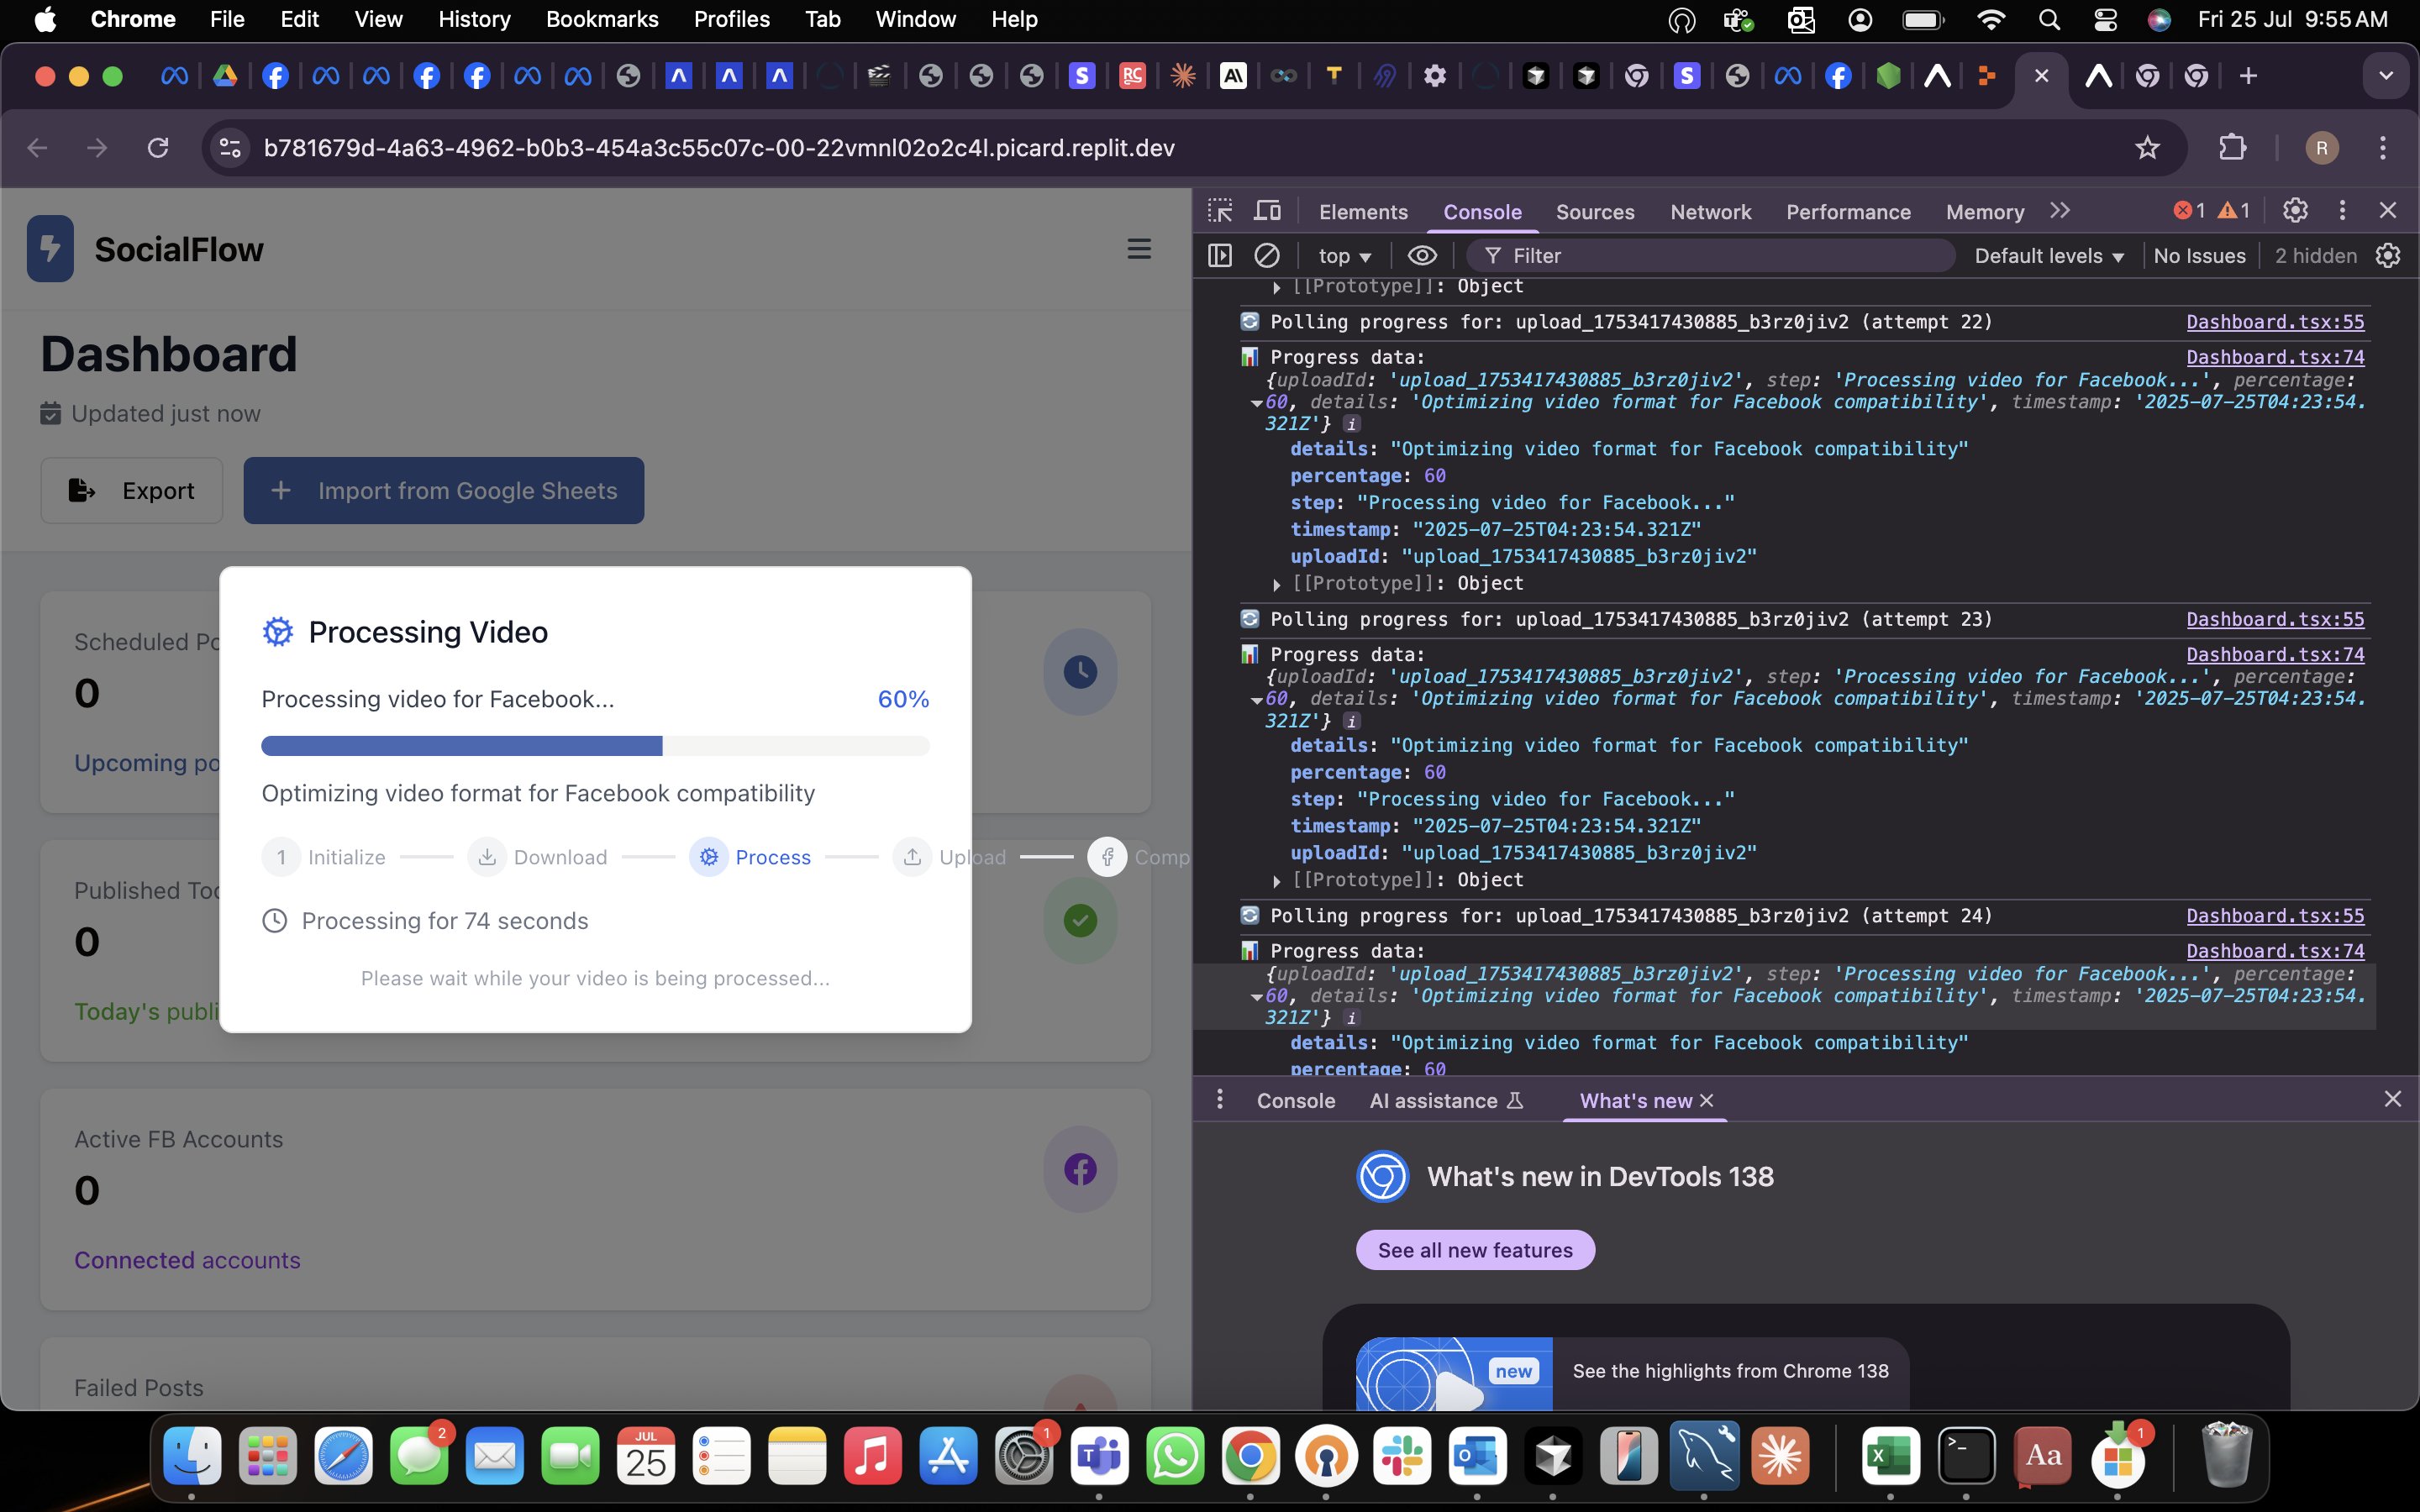 Chrome File Edit View History Bookmarks Profiles Tab Window Help
Fri 25 Jul 9:55 AM
b781679d-4a63-4962-b0b3-454a3c55c07c-00-22vmnl02o2c4l.picard.replit.dev
R
SocialFlow
Dashboard
Updated just now
Export
+ Import from Google Sheets
Scheduled Po
0
Upcoming po
Published Too
0
Today's publi
Active FB Accounts
0
Connected accounts
Failed Posts
Processing Video
Processing video for Facebook... 60%
Optimizing video format for Facebook compatibility
1 Initialize Download Process Upload Comp
Processing for 74 seconds
Please wait while your video is being processed...
Elements Console Sources Network Performance Memory 1 1
top Filter Default levels No Issues 2 hidden
[[Prototype]]: Object
Polling progress for: upload_1753417430885_b3rz0jiv2 (attempt 22) Dashboard.tsx:55
Progress data: Dashboard.tsx:74
{uploadId: 'upload_1753417430885_b3rz0jiv2', step: 'Processing video for Facebook...', percentage:
60, details: 'Optimizing video format for Facebook compatibility', timestamp: '2025-07-25T04:23:54.
321Z'} i
details: "Optimizing video format for Facebook compatibility"
percentage: 60
step: "Processing video for Facebook..."
timestamp: "2025-07-25T04:23:54.321Z"
uploadId: "upload_1753417430885_b3rz0jiv2"
[[Prototype]]: Object
Polling progress for: upload_1753417430885_b3rz0jiv2 (attempt 23) Dashboard.tsx:55
Progress data: Dashboard.tsx:74
{uploadId: 'upload_1753417430885_b3rz0jiv2', step: 'Processing video for Facebook...', percentage:
60, details: 'Optimizing video format for Facebook compatibility', timestamp: '2025-07-25T04:23:54.
321Z'} i
details: "Optimizing video format for Facebook compatibility"
percentage: 60
step: "Processing video for Facebook..."
timestamp: "2025-07-25T04:23:54.321Z"
uploadId: "upload_1753417430885_b3rz0jiv2"
[[Prototype]]: Object
Polling progress for: upload_1753417430885_b3rz0jiv2 (attempt 24) Dashboard.tsx:55
Progress data: Dashboard.tsx:74
{uploadId: 'upload_1753417430885_b3rz0jiv2', step: 'Processing video for Facebook...', percentage:
60, details: 'Optimizing video format for Facebook compatibility', timestamp: '2025-07-25T04:23:54.
321Z'} i
details: "Optimizing video format for Facebook compatibility"
percentage: 60
Console AI assistance What's new
What's new in DevTools 138
See all new features
new
See the highlights from Chrome 138
2
JUL
25
1
Aa
1